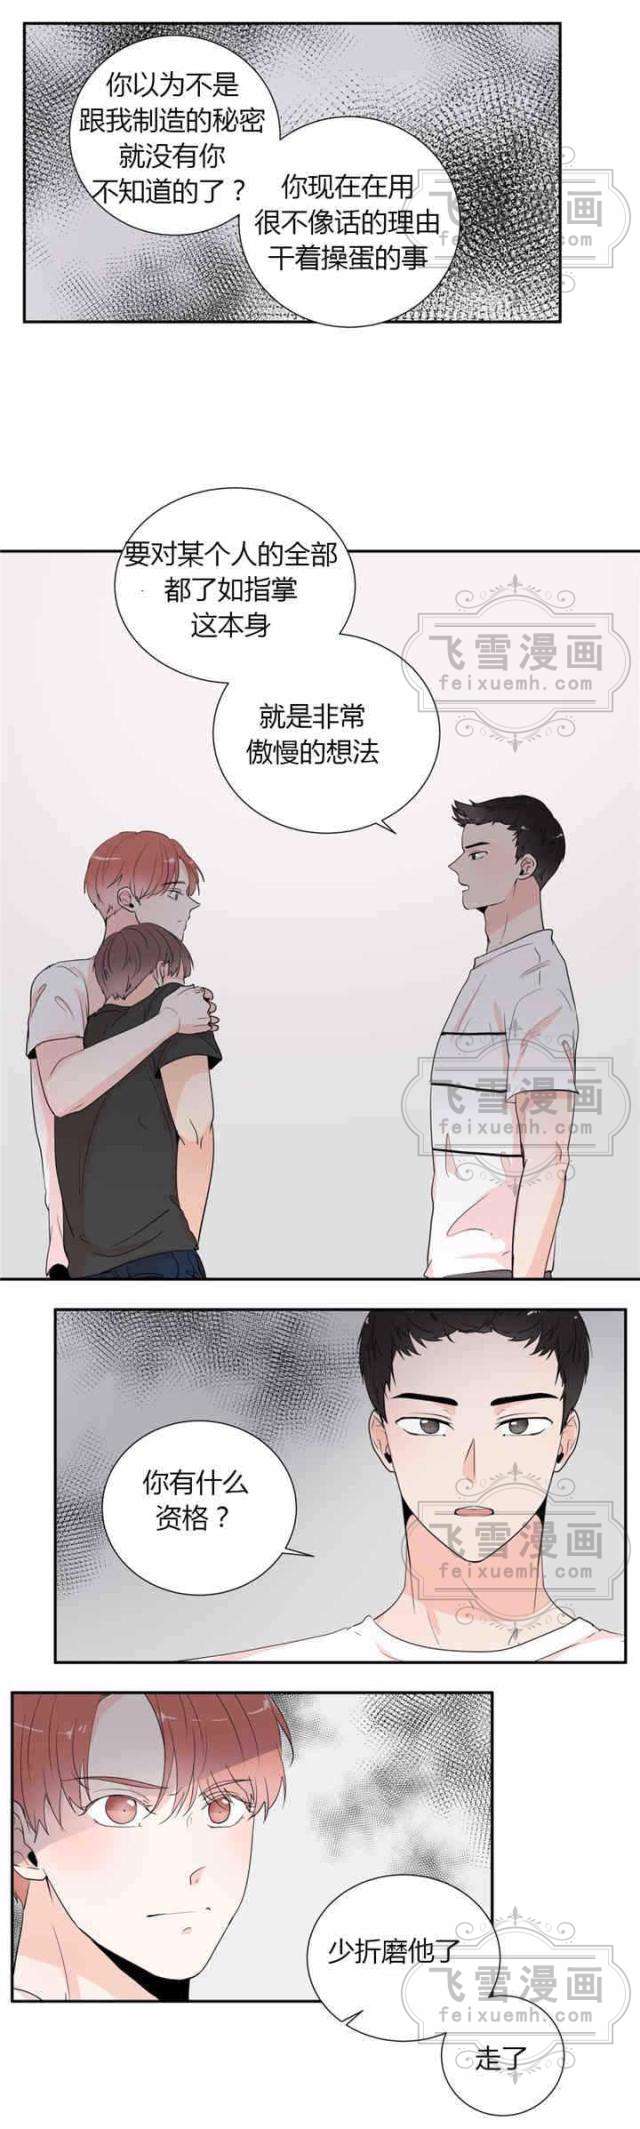 你以为不是
跟我制造的秘密
就没有你
不知道的了？
你现在在用
很不像话的理由
干着操蛋的事
飞雪漫画
feixuemh.com
要对某个人的全部
都了如指掌
这本身
就是非常
傲慢的想法
飞雪漫画
feixuemh.com
飞雪漫画
feixuemh.com
你有什么
资格？
飞雪漫画
feixuemh.com
少折磨他了
走了
飞雪漫画
feixuemh.com